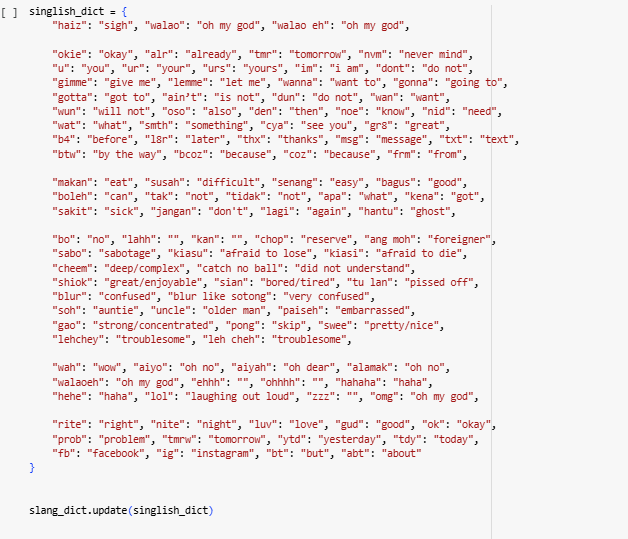 [ ] singlish_dict = {
"haiz": "sigh", "walao": "oh my god", "walao eh": "oh my god",
"okie": "okay", "alr": "already", "tmr": "tomorrow", "nvm": "never mind",
"u": "you", "ur": "your", "urs": "yours", "im": "i am", "dont": "do not",
"gimme": "give me", "lemme": "let me", "wanna": "want to", "gonna": "going to",
"gotta": "got to", "ain’t": "is not", "dun": "do not", "wan": "want",
"wun": "will not", "oso": "also", "den": "then", "noe": "know", "nid": "need",
"wat": "what", "smth": "something", "cya": "see you", "gr8": "great",
"b4": "before", "l8r": "later", "thx": "thanks", "msg": "message", "txt": "text",
"btw": "by the way", "bcoz": "because", "coz": "because", "frm": "from",
"makan": "eat", "susah": "difficult", "senang": "easy", "bagus": "good",
"boleh": "can", "tak": "not", "tidak": "not", "apa": "what", "kena": "got",
"sakit": "sick", "jangan": "don't", "lagi": "again", "hantu": "ghost",
"bo": "no", "lahh": "", "kan": "", "chop": "reserve", "ang moh": "foreigner",
"sabo": "sabotage", "kiasu": "afraid to lose", "kiasi": "afraid to die",
"cheem": "deep/complex", "catch no ball": "did not understand",
"shiok": "great/enjoyable", "sian": "bored/tired", "tu lan": "pissed off",
"blur": "confused", "blur like sotong": "very confused",
"soh": "auntie", "uncle": "older man", "paiseh": "embarrassed",
"gao": "strong/concentrated", "pong": "skip", "swee": "pretty/nice",
"lehchey": "troublesome", "leh cheh": "troublesome",
"wah": "wow", "aiyo": "oh no", "aiyah": "oh dear", "alamak": "oh no",
"walaoeh": "oh my god", "ehhh": "", "ohhhh": "", "hahaha": "haha",
"hehe": "haha", "lol": "laughing out loud", "zzz": "", "omg": "oh my god",
"rite": "right", "nite": "night", "luv": "love", "gud": "good", "ok": "okay",
"prob": "problem", "tmrw": "tomorrow", "ytd": "yesterday", "tdy": "today",
"fb": "facebook", "ig": "instagram", "bt": "but", "abt": "about"
}
slang_dict.update(singlish_dict)